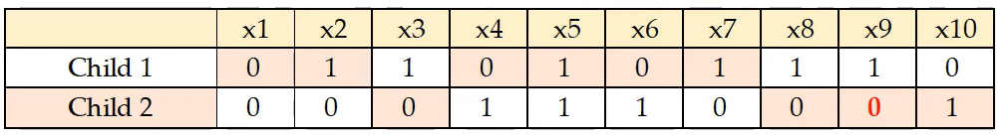 x1 x2 x3 x4 x5 x6 x7 x8 x9 x10
Child 1 0 1 1 0 1 0 1 1 1 0
Child 2 0 0 0 1 1 1 0 0 0 1